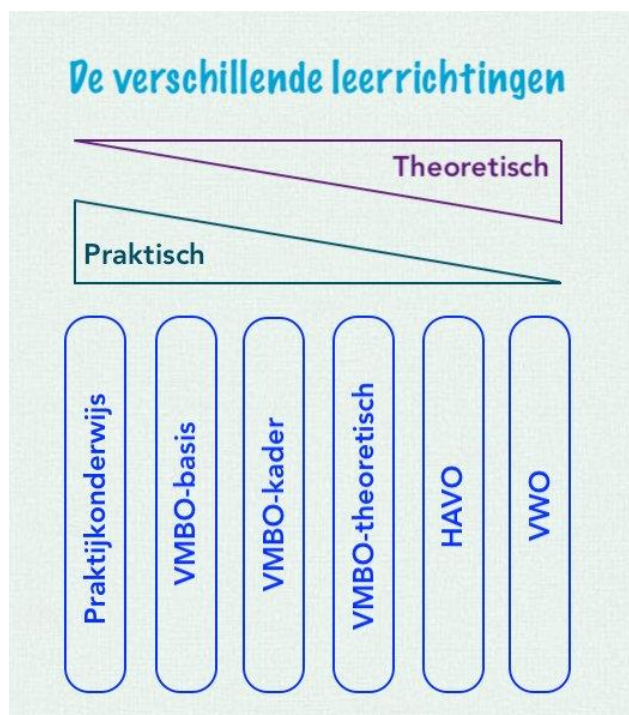 De verschillende leerrichtingen
Theoretisch
Praktisch
Praktijkonderwijs
VMBO-basis
VMBO-kader
VMBO-theoretisch
HAVO
VWO